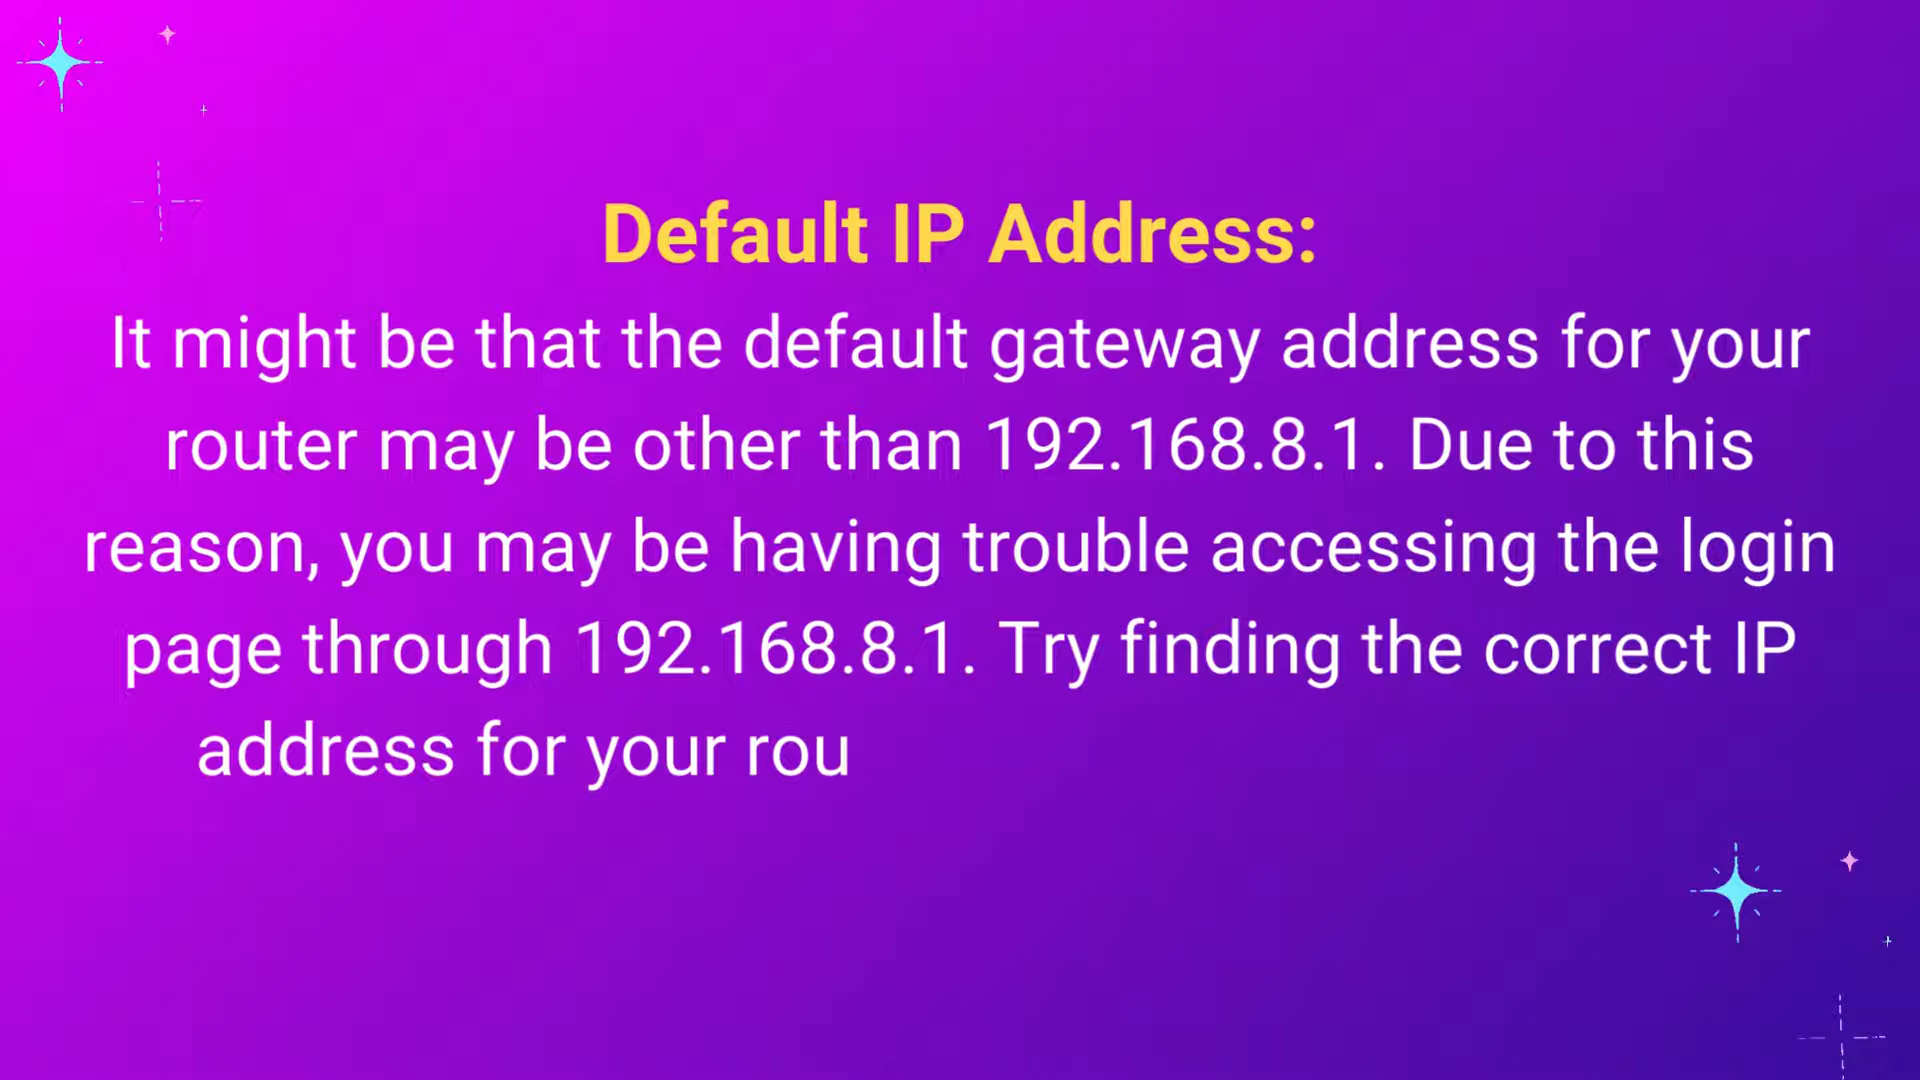 Default IP Address:
It might be that the default gateway address for your
router may be other than 192.168.8.1. Due to this
reason, you may be having trouble accessing the login
page through 192.168.8.1. Try finding the correct IP
address for your rou